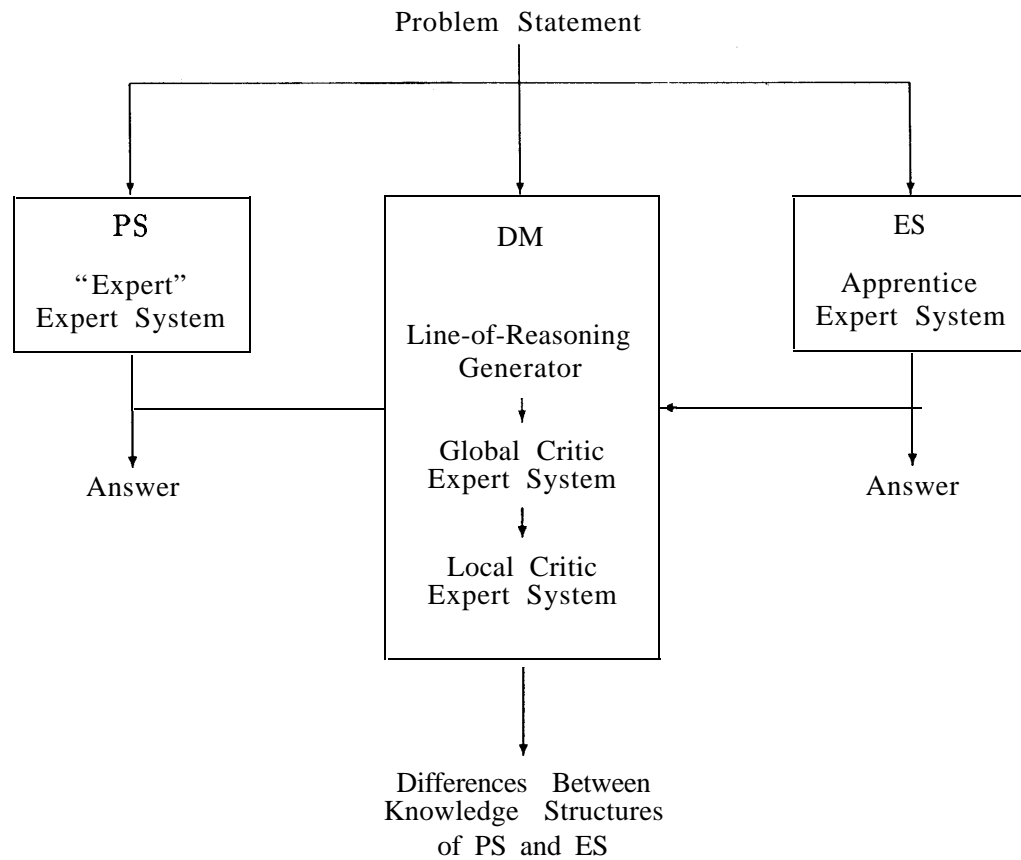 Problem Statement
PS
“Expert”
Expert System
DM
Line-of-Reasoning
Generator
Global Critic
Expert System
Local Critic
Expert System
ES
Apprentice
Expert System
Answer
Answer
Differences Between
Knowledge Structures
of PS and ES